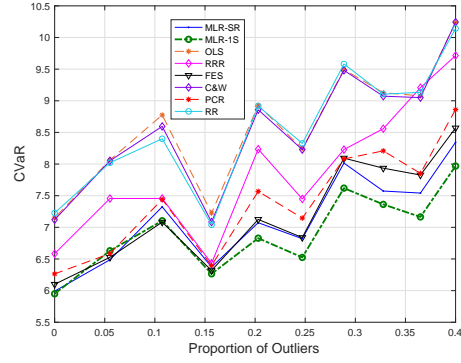 10.5
10
9.5
9
8.5
8
7.5
7
6.5
6
5.5
CVaR
MLR-SR
MLR-1S
OLS
RRR
FES
C&W
PCR
RR
0 0.05 0.1 0.15 0.2 0.25 0.3 0.35 0.4
Proportion of Outliers